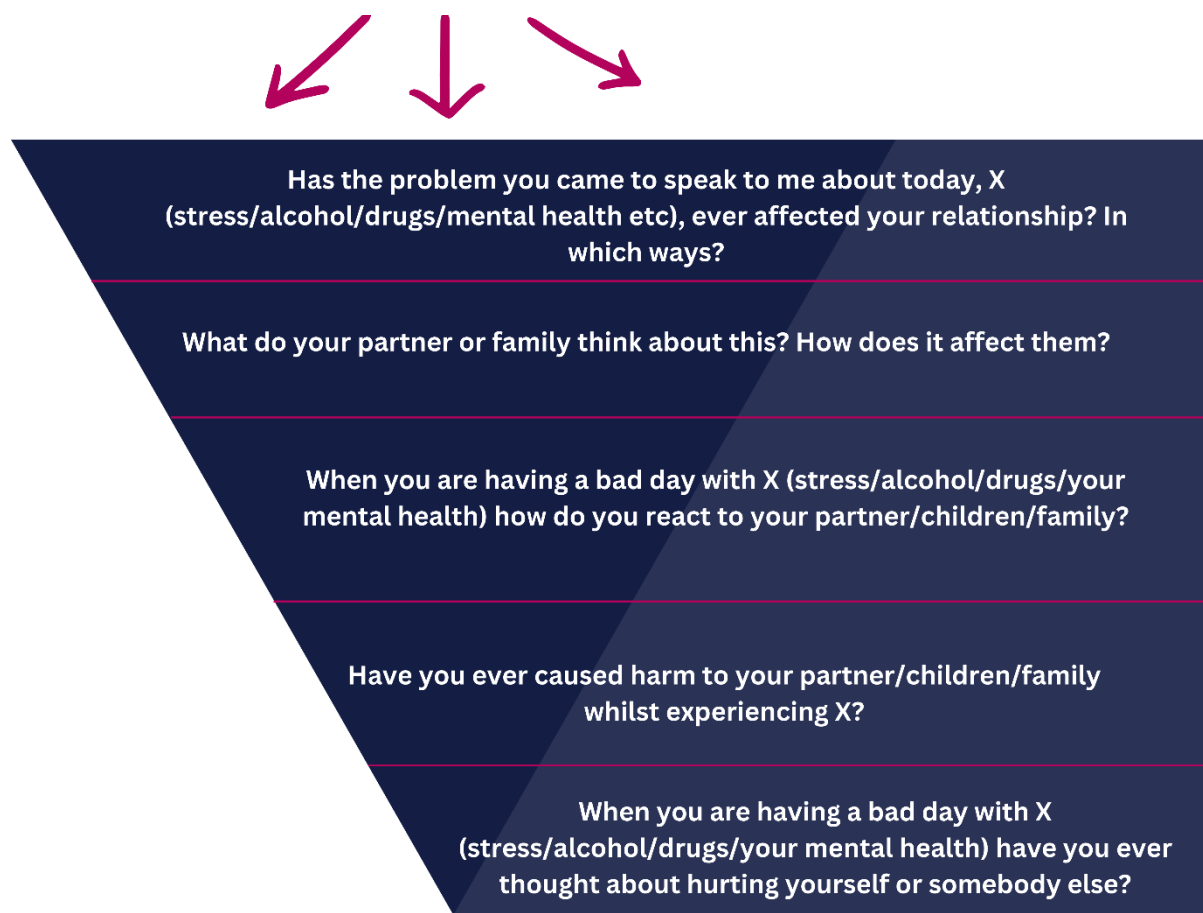 Has the problem you came to speak to me about today, X
(stress/alcohol/drugs/mental health etc), ever affected your relationship? In
which ways?
What do your partner or family think about this? How does it affect them?
When you are having a bad day with X (stress/alcohol/drugs/your
mental health) how do you react to your partner/children/family?
Have you ever caused harm to your partner/children/family
whilst experiencing X?
When you are having a bad day with X
(stress/alcohol/drugs/your mental health) have you ever
thought about hurting yourself or somebody else?